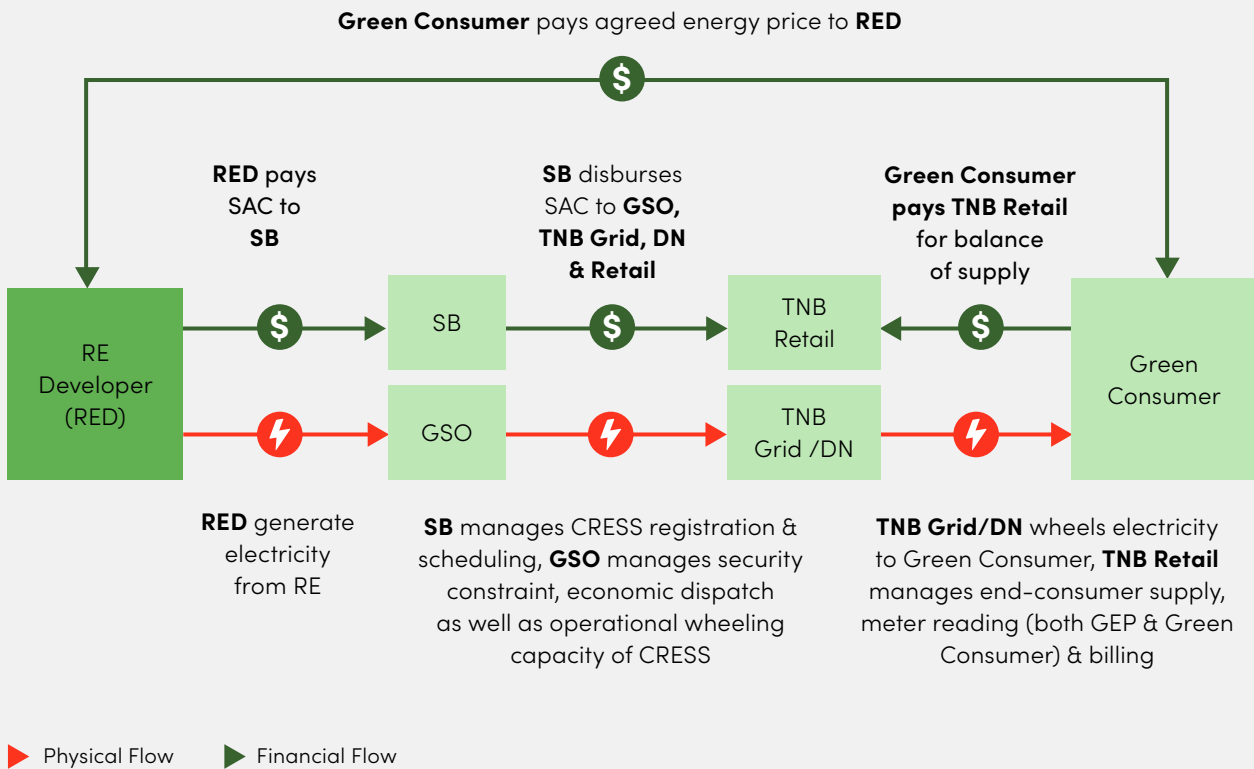 Green Consumer pays agreed energy price to RED
$
RED pays
SAC to
SB
SB disburses
SAC to GSO,
TNB Grid, DN
& Retail
Green Consumer
pays TNB Retail
for balance
of supply
RE
Developer
(RED)
$
SB
$
TNB
Retail
$
Green
Consumer
GSO
TNB
Grid /DN
RED generate
electricity
from RE
SB manages CRESS registration &
scheduling, GSO manages security
constraint, economic dispatch
as well as operational wheeling
capacity of CRESS
TNB Grid/DN wheels electricity
to Green Consumer, TNB Retail
manages end-consumer supply,
meter reading (both GEP & Green
Consumer) & billing
Physical Flow
Financial Flow